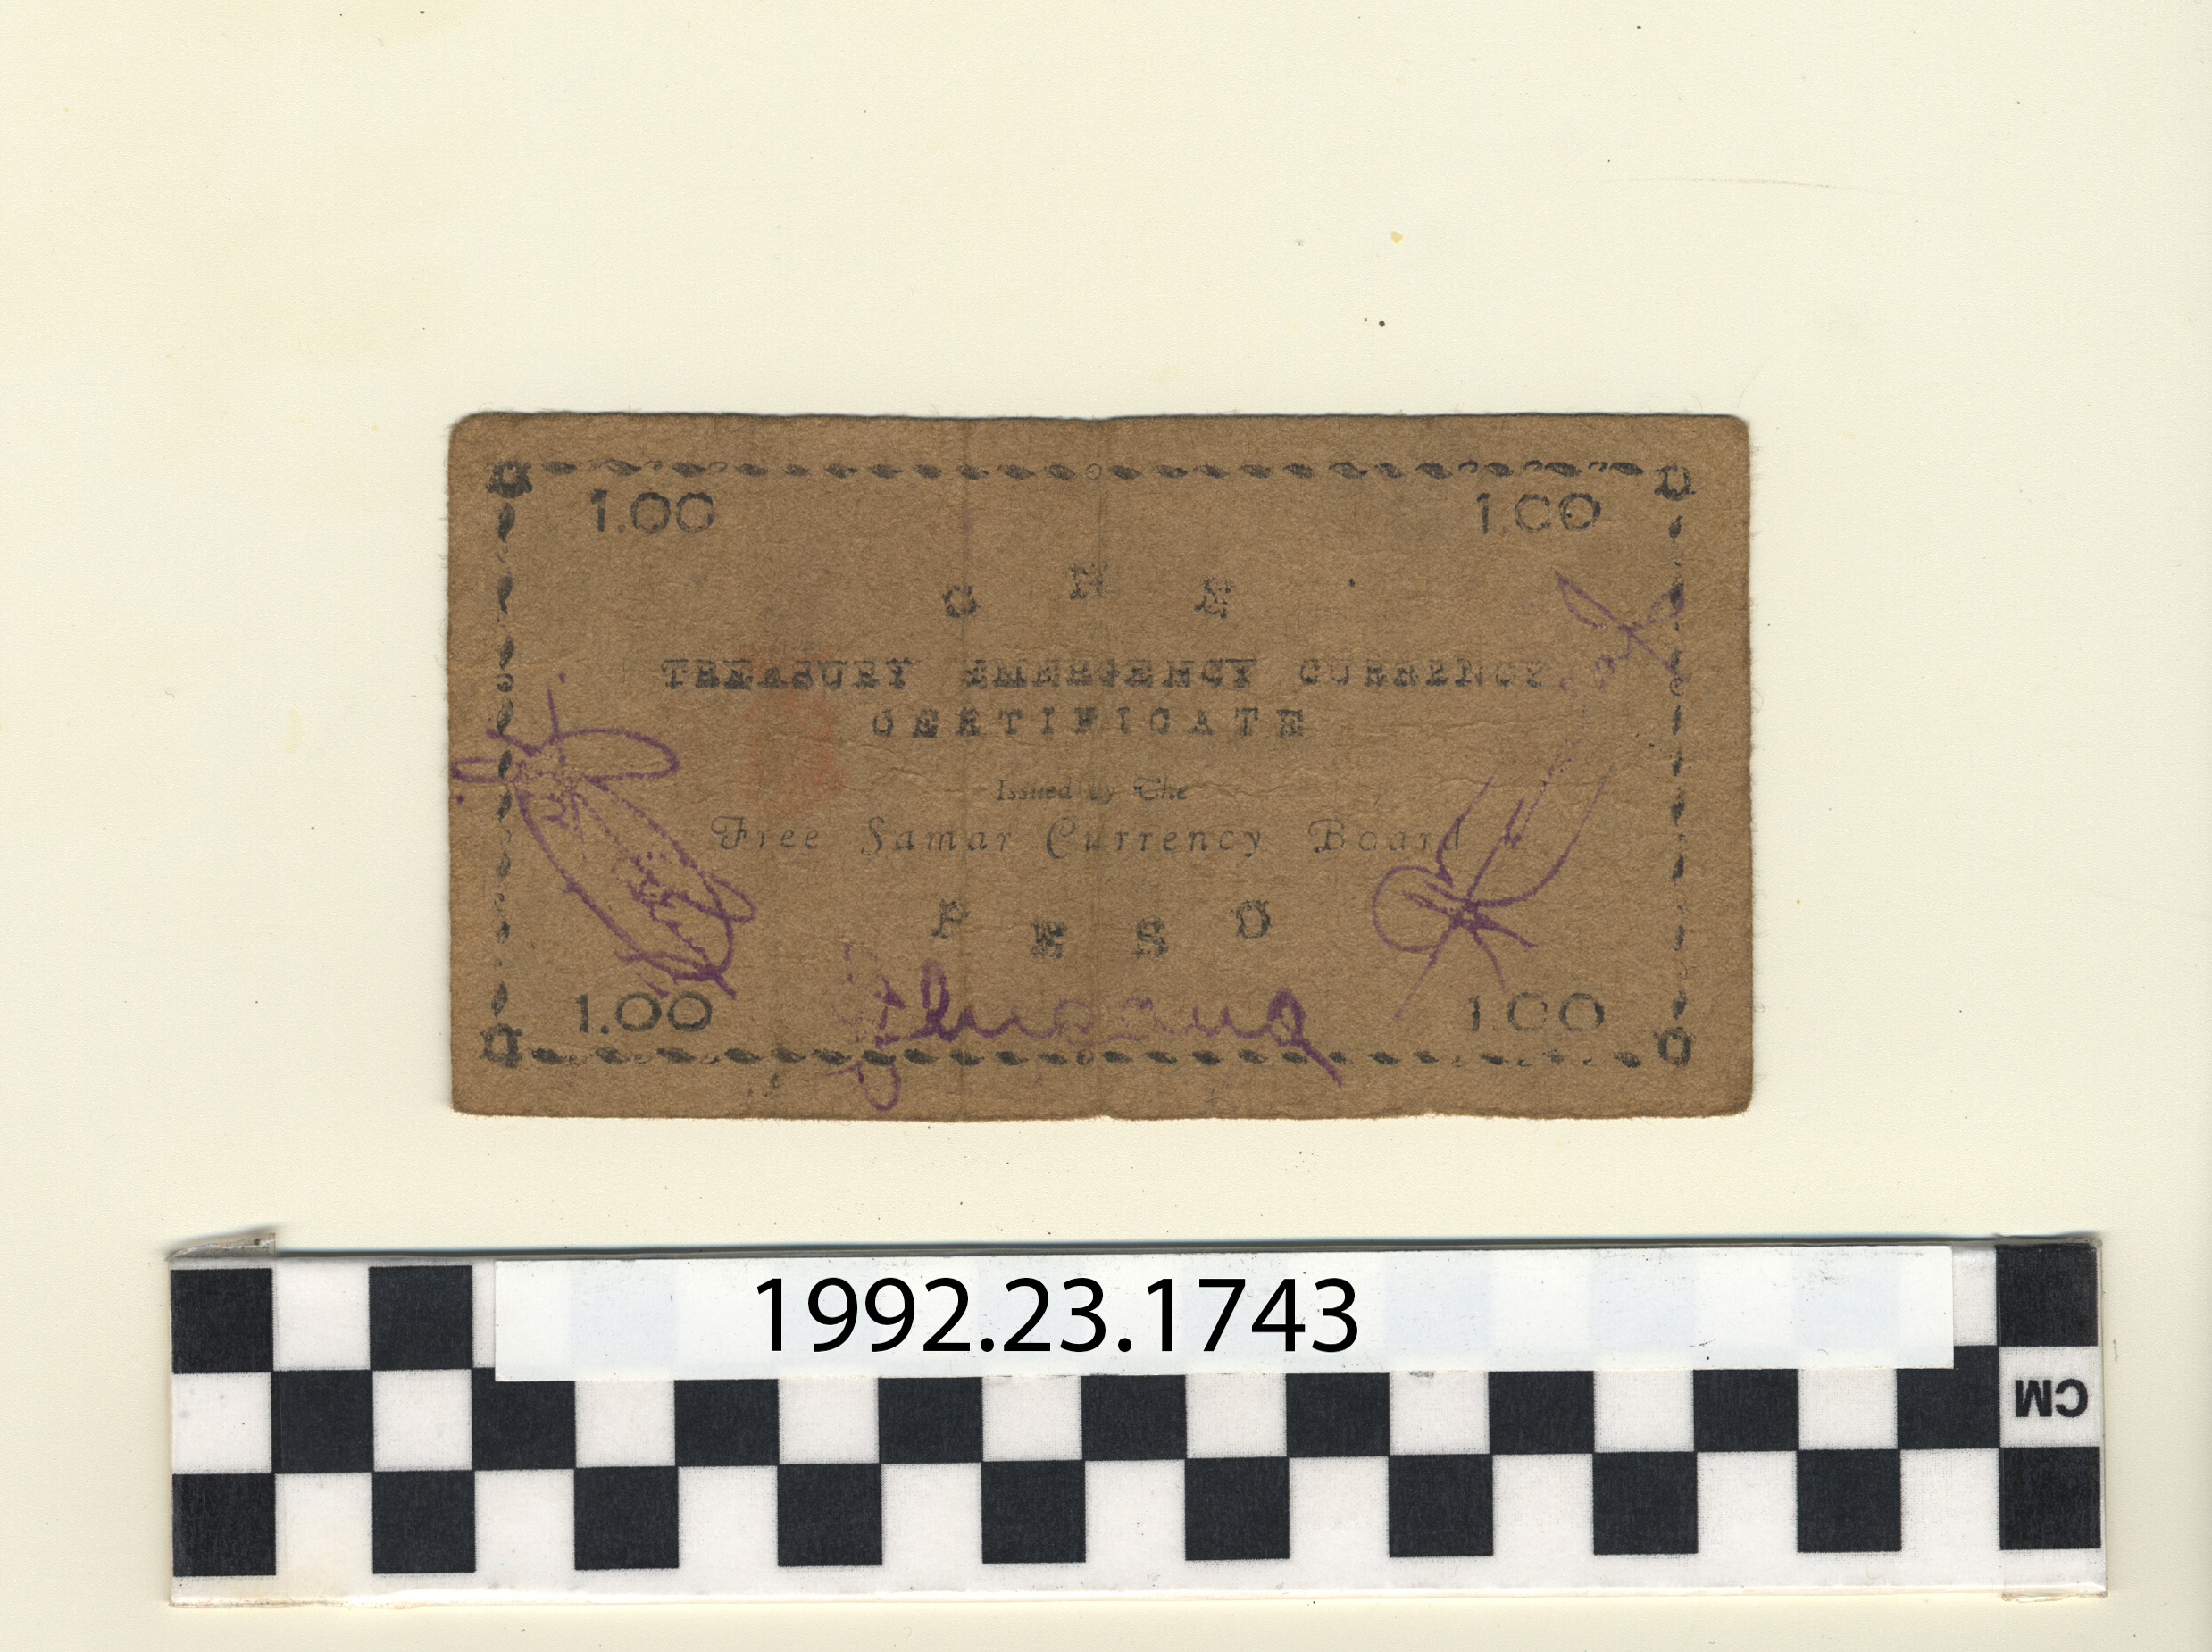 1.00 1.00
ONE
TREASURY EMERGENCY CURRENCY
CERTIFICATE
Issued by The
Free Samar Currency Board
PESO
1.00 1.00
1992.23.1743
CM